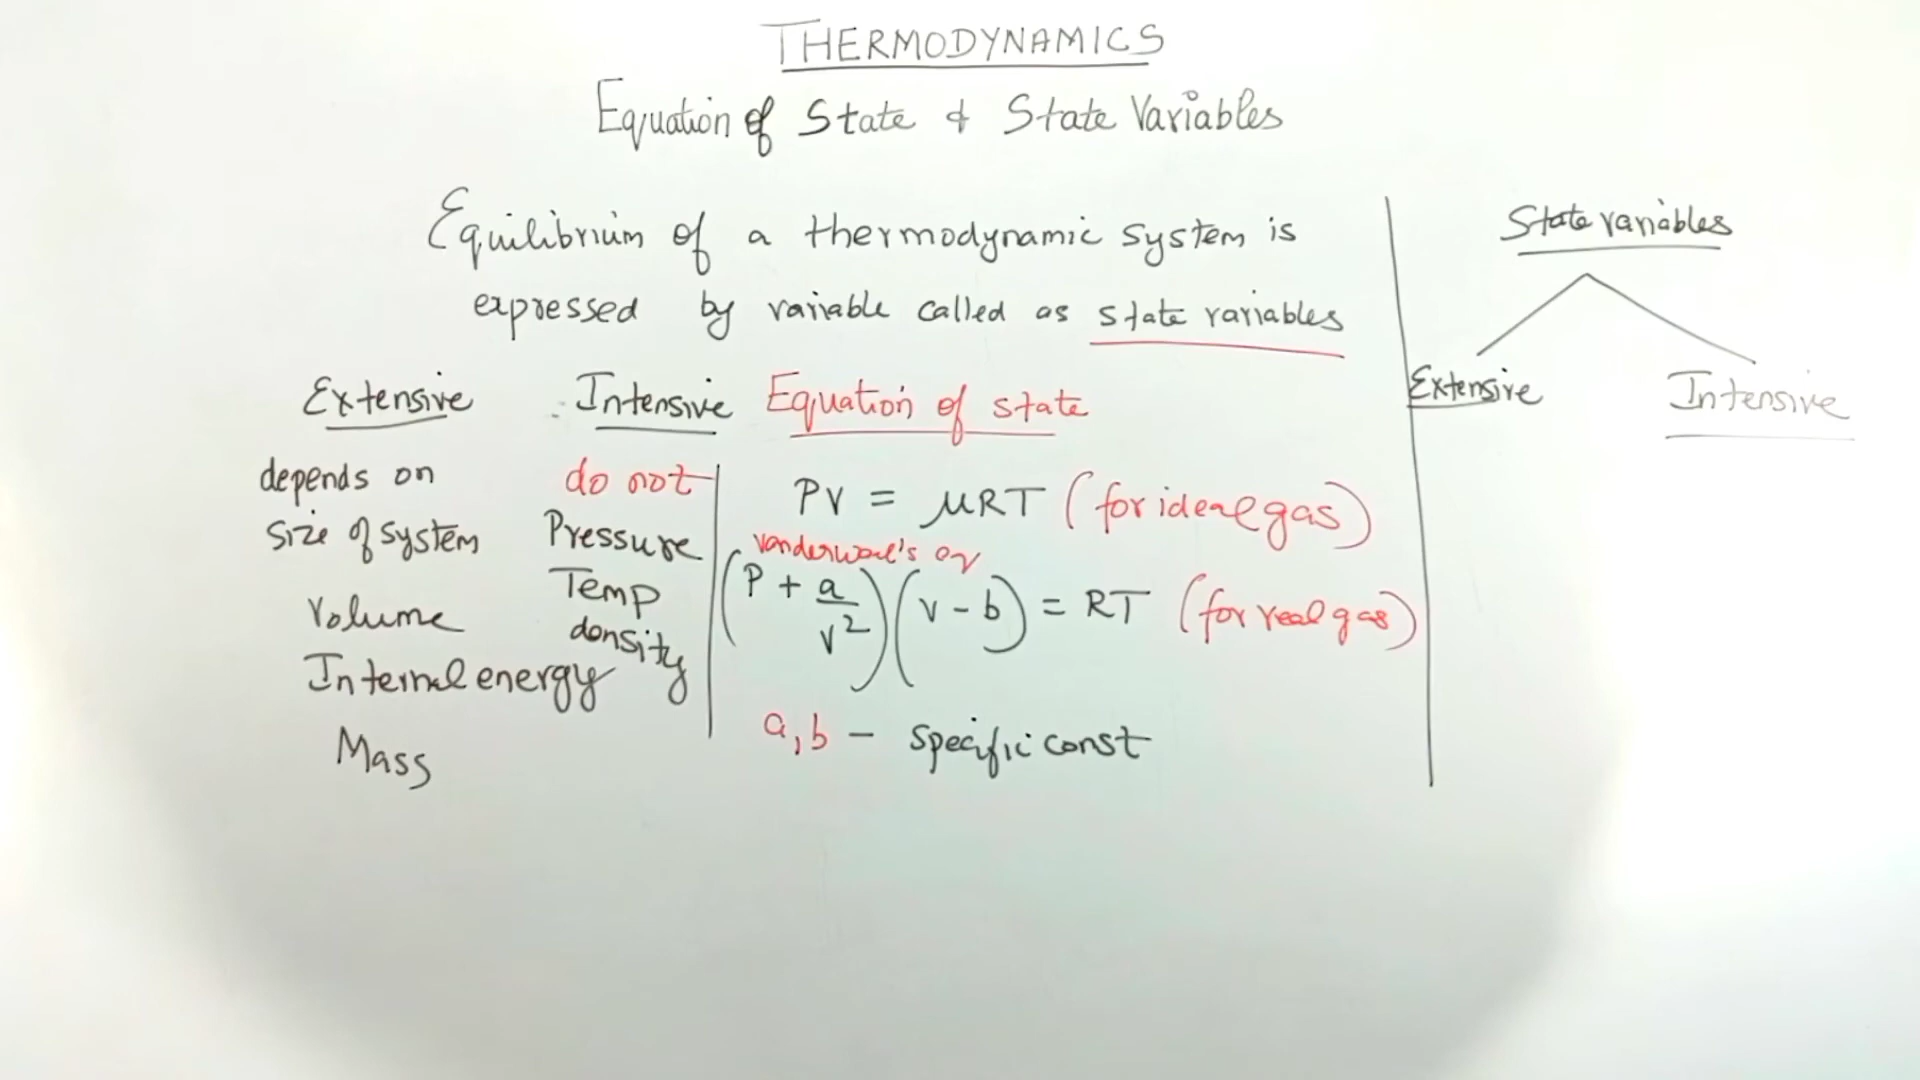 THERMODYNAMICS
Equation of State & State Variables
Equilibrium of a thermodynamic system is
expressed by variable called as state variables
Extensive
depends on
size of system
Volume
Internal energy
Mass
Intensive
do not
Pressure
Temp
density
Equation of state
PV = μRT (for ideal gas)
Vanderwaal's eq
(P + a/v²)(v - b) = RT (for real gas)
a, b - specific const
State variables
Extensive
Intensive